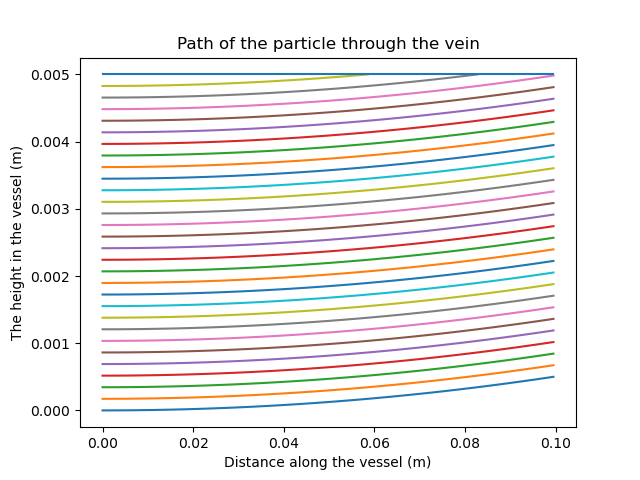 Path of the particle through the vein
The height in the vessel (m)
0.005
0.004
0.003
0.002
0.001
0.000
0.00 0.02 0.04 0.06 0.08 0.10
Distance along the vessel (m)